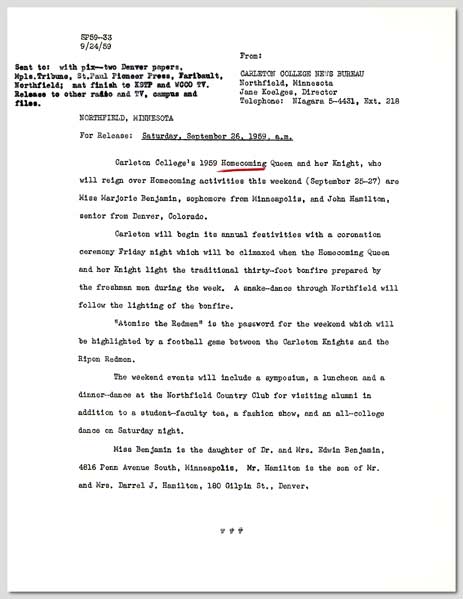 SP59--33
9/24/59
From:
Sent to: with pix--two Denver papers,
Mpls.Tribune, St.Paul Pioneer Press, Faribault,
Northfield; mat finish to KSTP and WCCO TV.
Release to other radio and TV, campus and
files.
CARLETON COLLEGE NEWS BUREAU
Northfield, Minnesota
Jane Koelges, Director
Telephone: NIagara 5-4431, Ext. 218
NORTHFIELD, MINNESOTA
For Release: Saturday, September 26, 1959, a.m.
Carleton College's 1959 Homecoming Queen and her Knight, who
will reign over Homecoming activities this weekend (September 25-27) are
Miss Marjorie Benjamin, sophomore from Minneapolis, and John Hamilton,
senior from Denver, Colorado.
Carleton will begin its annual festivities with a coronation
ceremony Friday night which will be climaxed when the Homecoming Queen
and her Knight light the traditional thirty-foot bonfire prepared by
the freshman men during the week. A snake-dance through Northfield will
follow the lighting of the bonfire.
"Atomize the Redmen" is the password for the weekend which will
be highlighted by a football game between the Carleton Knights and the
Ripon Redmen.
The weekend events will include a symposium, a luncheon and a
dinner-dance at the Northfield Country Club for visiting alumni in
addition to a student-faculty tea, a fashion show, and an all-college
dance on Saturday night.
Miss Benjamin is the daughter of Dr. and Mrs. Edwin Benjamin,
4816 Penn Avenue South, Minneapolis. Mr. Hamilton is the son of Mr.
and Mrs. Darrel J. Hamilton, 180 Gilpin St., Denver.
# # #